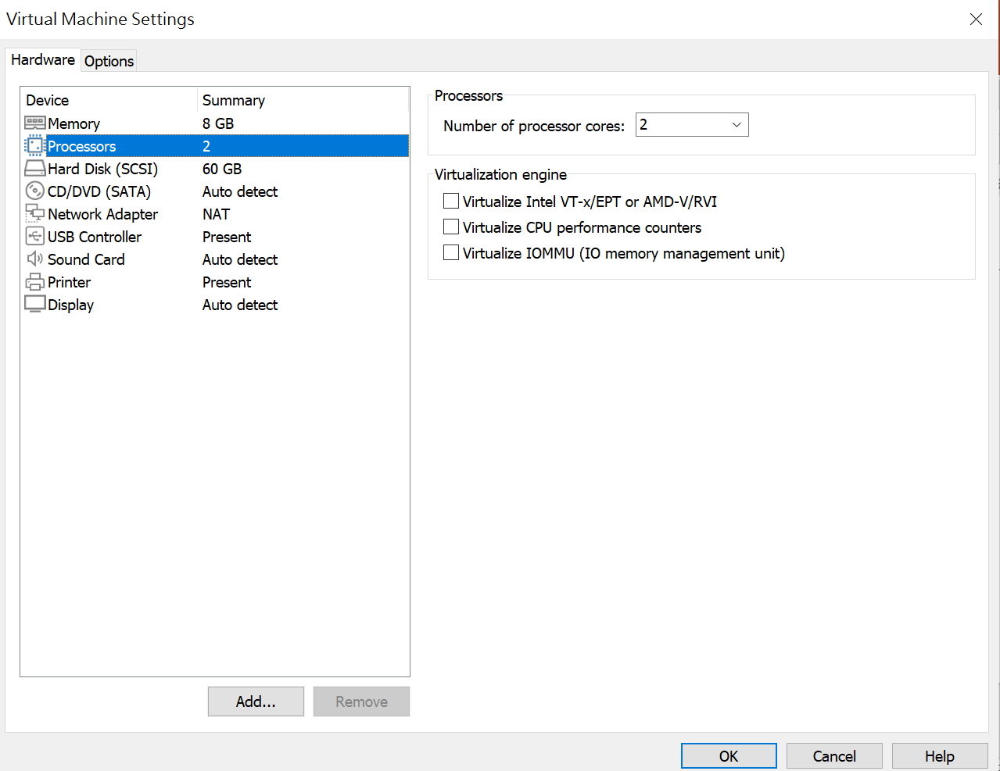 Virtual Machine Settings
Hardware Options
Device Summary
Memory 8 GB
Processors 2
Hard Disk (SCSI) 60 GB
CD/DVD (SATA) Auto detect
Network Adapter NAT
USB Controller Present
Sound Card Auto detect
Printer Present
Display Auto detect
Add... Remove
Processors
Number of processor cores: 2
Virtualization engine
Virtualize Intel VT-x/EPT or AMD-V/RVI
Virtualize CPU performance counters
Virtualize IOMMU (IO memory management unit)
OK Cancel Help